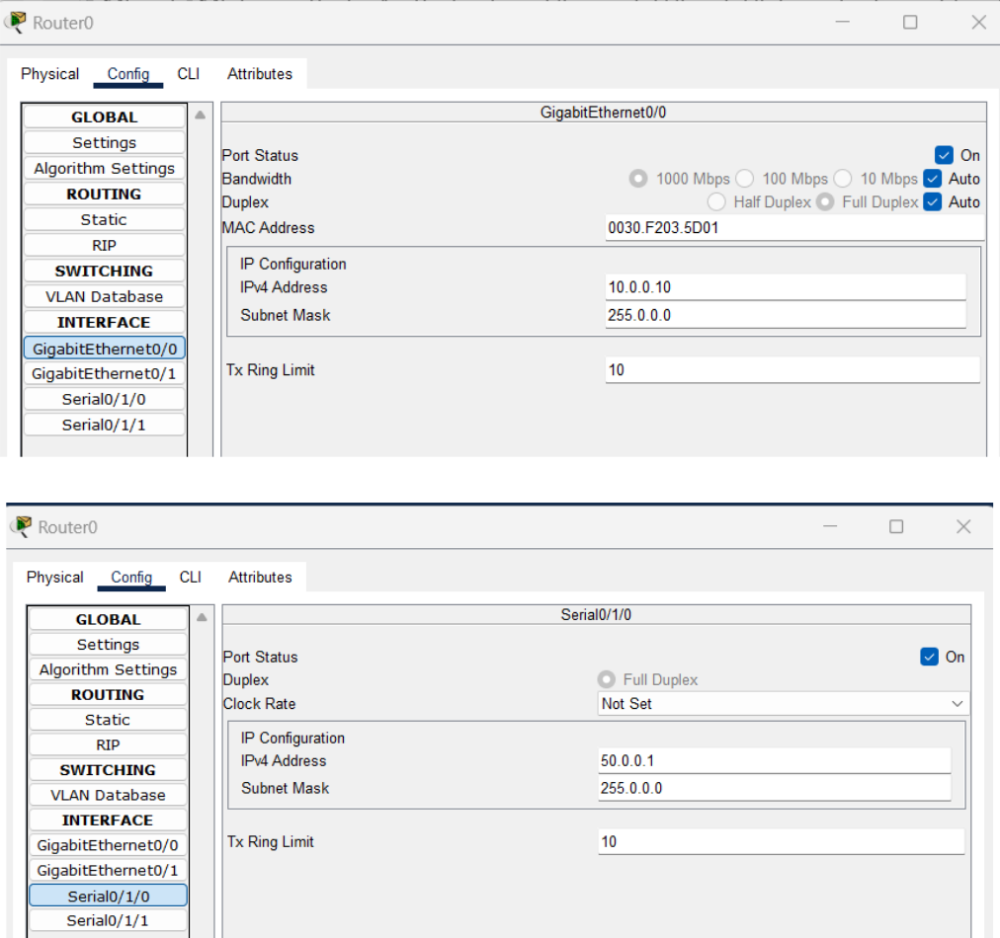 Router0
Physical Config CLI Attributes
GLOBAL
Settings
Algorithm Settings
ROUTING
Static
RIP
SWITCHING
VLAN Database
INTERFACE
GigabitEthernet0/0
GigabitEthernet0/1
Serial0/1/0
Serial0/1/1
GigabitEthernet0/0
Port Status On
Bandwidth 1000 Mbps 100 Mbps 10 Mbps Auto
Duplex Half Duplex Full Duplex Auto
MAC Address 0030.F203.5D01
IP Configuration
IPv4 Address 10.0.0.10
Subnet Mask 255.0.0.0
Tx Ring Limit 10
Router0
Physical Config CLI Attributes
GLOBAL
Settings
Algorithm Settings
ROUTING
Static
RIP
SWITCHING
VLAN Database
INTERFACE
GigabitEthernet0/0
GigabitEthernet0/1
Serial0/1/0
Serial0/1/1
Serial0/1/0
Port Status On
Duplex Full Duplex
Clock Rate Not Set
IP Configuration
IPv4 Address 50.0.0.1
Subnet Mask 255.0.0.0
Tx Ring Limit 10